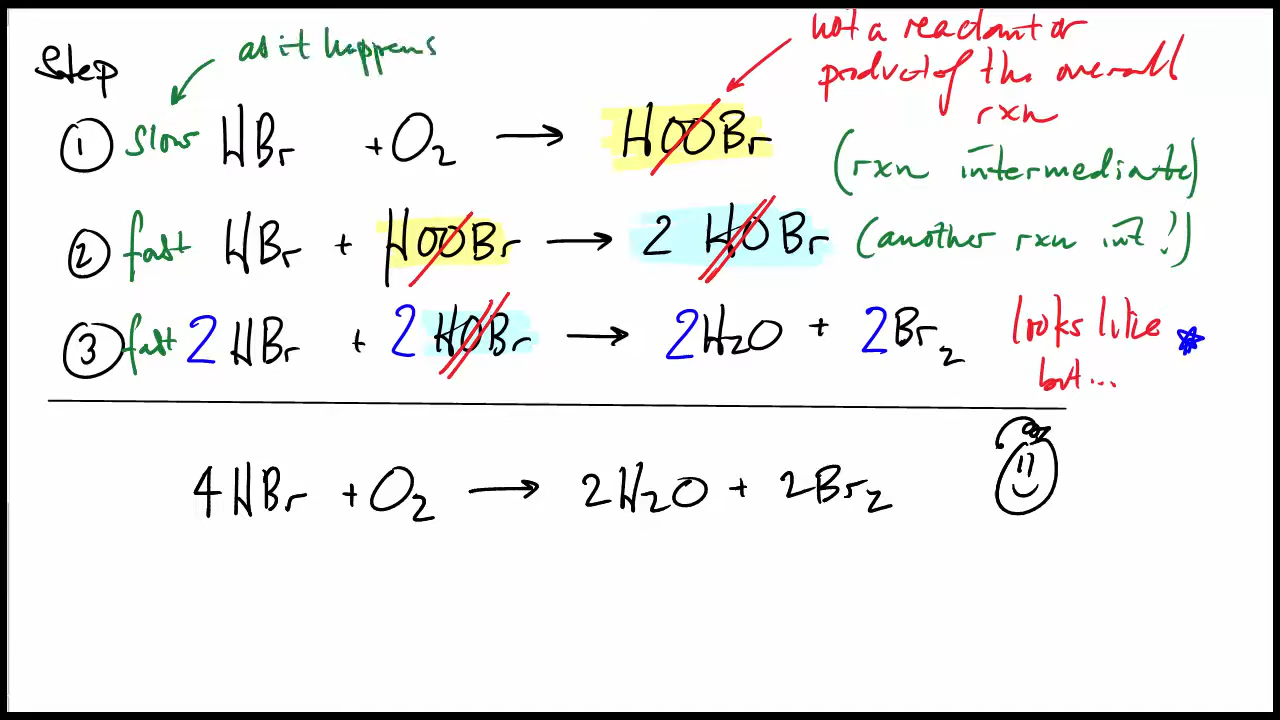 as it happens
not a reactant or
product of the overall
rxn
Step
① slow HBr + O₂ → HOOBr
(rxn intermediate)
② fast HBr + HOOBr → 2 HOBr (another rxn int!)
③ fast 2HBr + 2 HOBr → 2H₂O + 2Br₂ looks like
but...
4HBr + O₂ → 2H₂O + 2Br₂